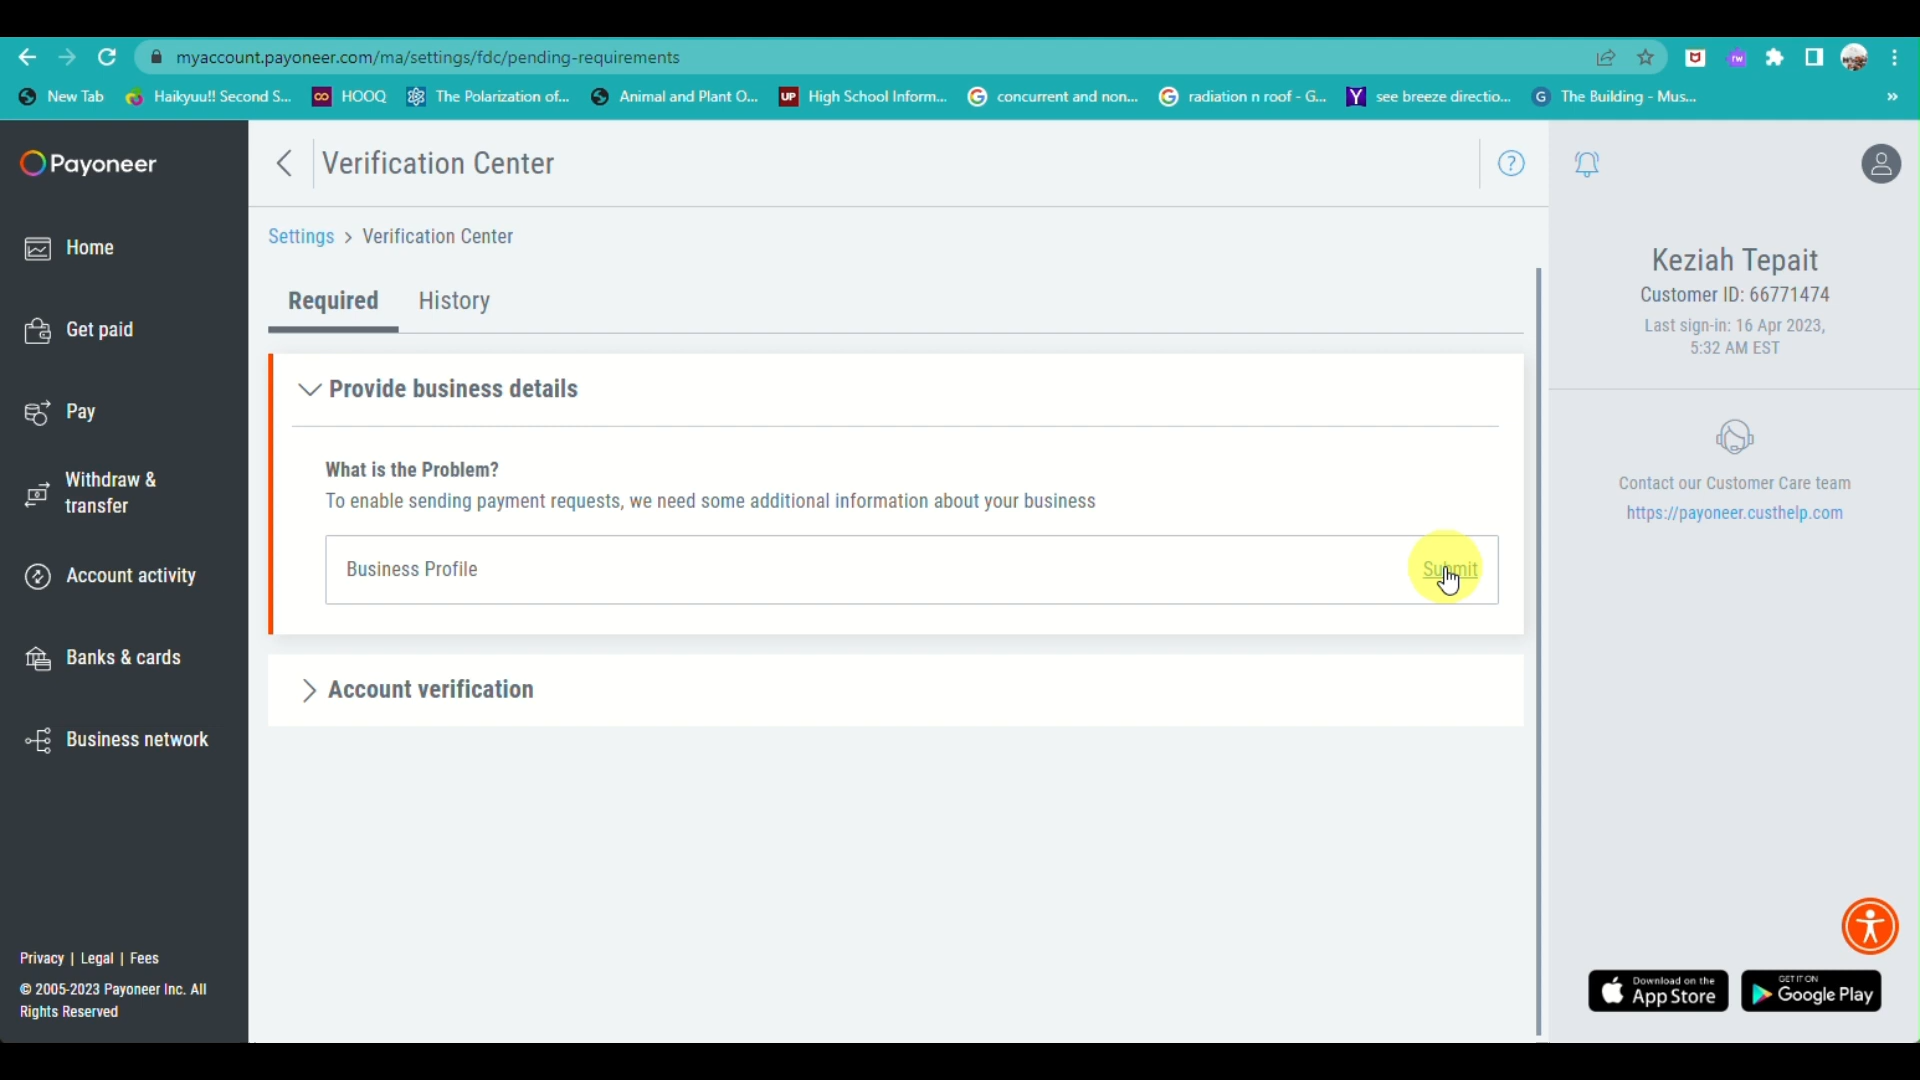 myaccount.payoneer.com/ma/settings/fdc/pending-requirements
New Tab
Haikyuu!! Second S...
HOOQ
The Polarization of...
Animal and Plant O...
UP
High School Inform...
concurrent and non...
radiation n roof - G...
see breeze directio...
The Building - Mus...
»
Payoneer
Home
Get paid
Pay
Withdraw &
transfer
Account activity
Banks & cards
Business network
Privacy | Legal | Fees
© 2005-2023 Payoneer Inc. All
Rights Reserved
Verification Center
?
Settings > Verification Center
Required
History
Provide business details
What is the Problem?
To enable sending payment requests, we need some additional information about your business
Business Profile
Submit
Account verification
Keziah Tepait
Customer ID: 66771474
Last sign-in: 16 Apr 2023,
5:32 AM EST
Contact our Customer Care team
https://payoneer.custhelp.com
Download on the
App Store
GET IT ON
Google Play